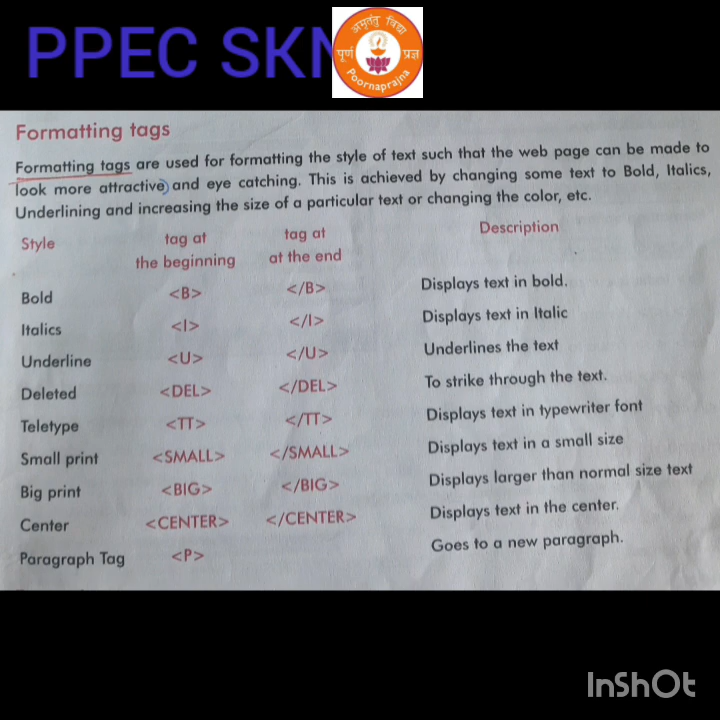 PPEC SKN
अमृतंतु विद्या
पूर्ण प्रज्ञ
Poornaprajna
Formatting tags
Formatting tags are used for formatting the style of text such that the web page can be made to
look more attractive and eye catching. This is achieved by changing some text to Bold, Italics,
Underlining and increasing the size of a particular text or changing the color, etc.
Style tag at tag at Description
the beginning at the end
Bold <B> </B> Displays text in bold.
Italics <I> </I> Displays text in Italic
Underline <U> </U> Underlines the text
Deleted <DEL> </DEL> To strike through the text.
Teletype <TT> </TT> Displays text in typewriter font
Small print <SMALL> </SMALL> Displays text in a small size
Big print <BIG> </BIG> Displays larger than normal size text
Center <CENTER> </CENTER> Displays text in the center.
Paragraph Tag <P> Goes to a new paragraph.
InShOt